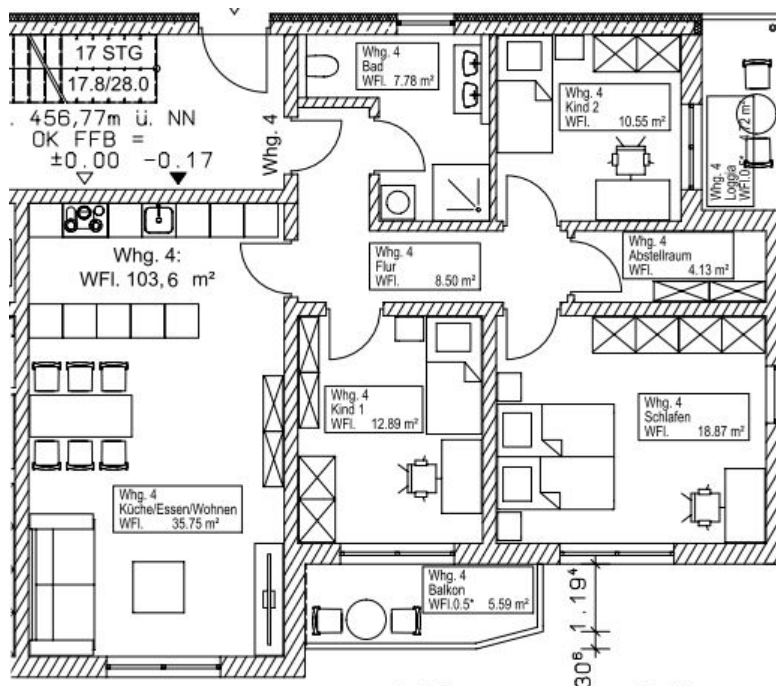 17 STG
17.8/28.0
. 456,77m ü. NN
OK FFB =
±0.00 -0.17
Whg. 4
Whg. 4
Bad
WFl. 7.78 m²
Whg. 4
Kind 2
WFl. 10.55 m²
Whg. 4
Loggia
WFl.0.5*
Whg. 4:
WFl. 103,6 m²
Whg. 4
Flur
WFl. 8.50 m²
Whg. 4
Abstellraum
WFl. 4.13 m²
Whg. 4
Kind 1
WFl. 12.89 m²
Whg. 4
Schlafen
WFl. 18.87 m²
Whg. 4
Küche/Essen/Wohnen
WFl. 35.75 m²
Whg. 4
Balkon
WFl.0.5* 5.59 m²
1.19⁴
30⁶